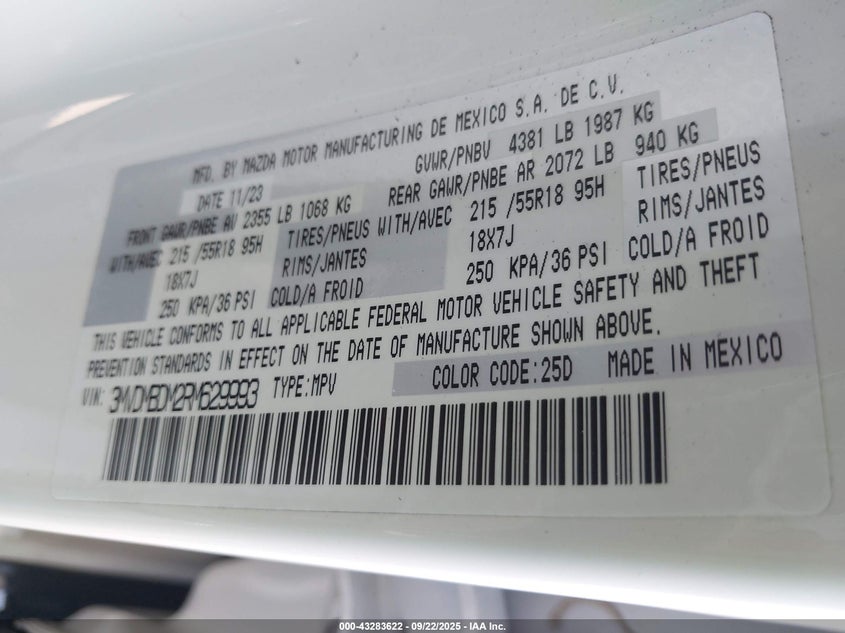 MFD. BY MAZDA MOTOR MANUFACTURING DE MEXICO S.A. DE C.V.
DATE 11/23 GVWR/PNBV 4381 LB 1987 KG
FRONT GAWR/PNBE AV 2355 LB 1068 KG REAR GAWR/PNBE AR 2072 LB 940 KG
WITH/AVEC 215 /55R18 95H TIRES/PNEUS WITH/AVEC 215 /55R18 95H TIRES/PNEUS
18X7J RIMS/JANTES 18X7J RIMS/JANTES
250 KPA/36 PSI COLD/A FROID 250 KPA/36 PSI COLD/A FROID
THIS VEHICLE CONFORMS TO ALL APPLICABLE FEDERAL MOTOR VEHICLE SAFETY AND THEFT
PREVENTION STANDARDS IN EFFECT ON THE DATE OF MANUFACTURE SHOWN ABOVE.
VIN: TYPE:MPV COLOR CODE:25D MADE IN MEXICO
000-43283622 - 09/22/2025 - IAA Inc.